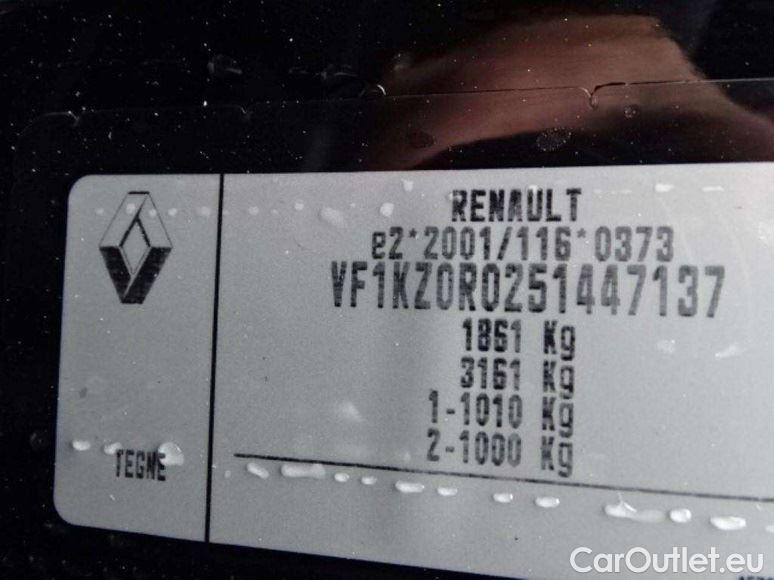 RENAULT
e2*2001/116*0373
VF1KZ0R0251447137
1861 Kg
3161 Kg
1-1010 Kg
2-1000 Kg
TEGNE
CarOutlet.eu